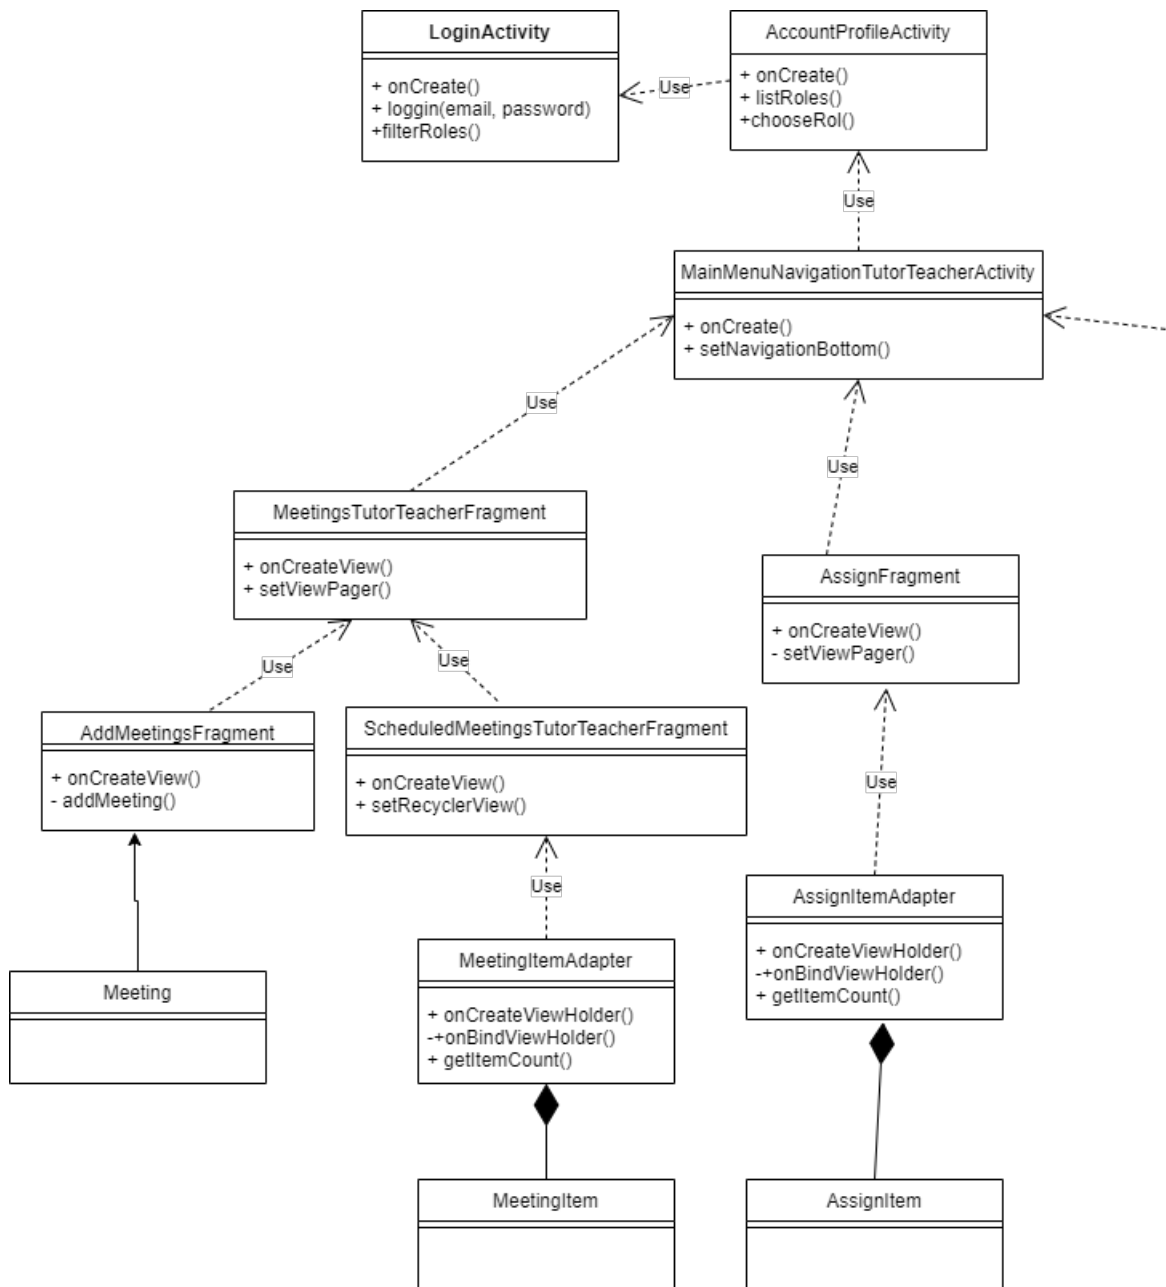 LoginActivity
+ onCreate()
+ loggin(email, password)
+filterRoles()
Use
AccountProfileActivity
+ onCreate()
+ listRoles()
+chooseRol()
Use
MainMenuNavigationTutorTeacherActivity
+ onCreate()
+ setNavigationBottom()
Use
Use
MeetingsTutorTeacherFragment
+ onCreateView()
+ setViewPager()
AssignFragment
+ onCreateView()
- setViewPager()
Use
Use
AddMeetingsFragment
+ onCreateView()
- addMeeting()
ScheduledMeetingsTutorTeacherFragment
+ onCreateView()
+ setRecyclerView()
Use
Use
Meeting
MeetingItemAdapter
+ onCreateViewHolder()
-+onBindViewHolder()
+ getItemCount()
AssignItemAdapter
+ onCreateViewHolder()
-+onBindViewHolder()
+ getItemCount()
MeetingItem
AssignItem